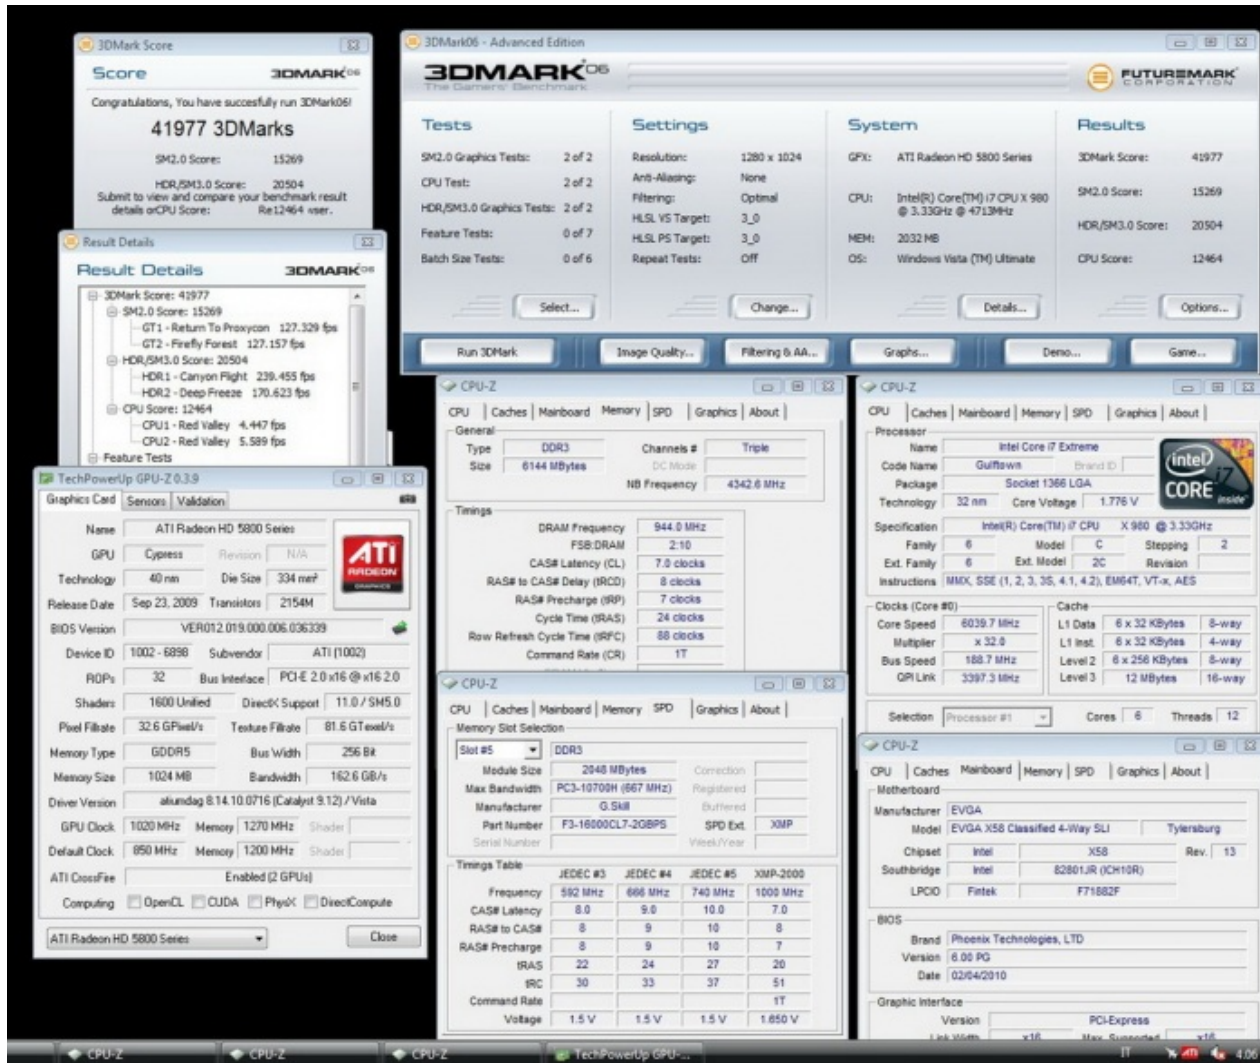 3DMark Score
Score 3DMARK06
Congratulations, You have succesfully run 3DMark06!
41977 3DMarks
SM2.0 Score: 15269
HDR/SM3.0 Score: 20504
Submit to view and compare your benchmark result
details orCPU Score: Re12464 wser.
Result Details
Result Details 3DMARK06
3DMark Score: 41977
SM2.0 Score: 15269
GT1 - Return To Proxycon 127.329 fps
GT2 - Firefly Forest 127.157 fps
HDR/SM3.0 Score: 20504
HDR1 - Canyon Flight 239.455 fps
HDR2 - Deep Freeze 170.623 fps
CPU Score: 12464
CPU1 - Red Valley 4.447 fps
CPU2 - Red Valley 5.589 fps
Feature Tests
3DMark06 - Advanced Edition
3DMARK06
The Gamers' Benchmark
FUTUREMARK
CORPORATION
Tests Settings System Results
SM2.0 Graphics Tests: 2 of 2
CPU Test: 2 of 2
HDR/SM3.0 Graphics Tests: 2 of 2
Feature Tests: 0 of 7
Batch Size Tests: 0 of 6
Select...
Resolution: 1280 x 1024
Anti-Aliasing: None
Filtering: Optimal
HLSL VS Target: 3_0
HLSL PS Target: 3_0
Repeat Tests: Off
Change...
GFX: ATI Radeon HD 5800 Series
CPU: Intel(R) Core(TM) i7 CPU X 980
@ 3.33GHz @ 4713MHz
MEM: 2032 MB
OS: Windows Vista (TM) Ultimate
Details...
3DMark Score: 41977
SM2.0 Score: 15269
HDR/SM3.0 Score: 20504
CPU Score: 12464
Options...
Run 3DMark Image Quality... Filtering & AA... Graphs... Demo... Game...
TechPowerUp GPU-Z 0.3.9
Graphics Card Sensors Validation
Name ATI Radeon HD 5800 Series
GPU Cypress Revision N/A
ATI
RADEON
GRAPHICS
Technology 40 nm Die Size 334 mm²
Release Date Sep 23, 2009 Transistors 2154M
BIOS Version VER012.019.000.006.036339
Device ID 1002 - 6898 Subvendor ATI (1002)
ROPs 32 Bus Interface PCI-E 2.0 x16 @ x16 2.0
Shaders 1600 Unified DirectX Support 11.0 / SM5.0
Pixel Fillrate 32.6 GPixel/s Texture Fillrate 81.6 GTexel/s
Memory Type GDDR5 Bus Width 256 Bit
Memory Size 1024 MB Bandwidth 162.6 GB/s
Driver Version atiumdag 8.14.10.0716 (Catalyst 9.12) / Vista
GPU Clock 1020 MHz Memory 1270 MHz Shader
Default Clock 850 MHz Memory 1200 MHz Shader
ATI CrossFire Enabled (2 GPUs)
Computing OpenCL CUDA PhysX DirectCompute
ATI Radeon HD 5800 Series Close
CPU-Z
CPU Caches Mainboard Memory SPD Graphics About
General
Type DDR3 Channels # Triple
Size 6144 MBytes DC Mode
NB Frequency 4342.6 MHz
Timings
DRAM Frequency 944.0 MHz
FSB:DRAM 2:10
CAS# Latency (CL) 7.0 clocks
RAS# to CAS# Delay (tRCD) 8 clocks
RAS# Precharge (tRP) 7 clocks
Cycle Time (tRAS) 24 clocks
Row Refresh Cycle Time (tRFC) 88 clocks
Command Rate (CR) 1T
CPU-Z
CPU Caches Mainboard Memory SPD Graphics About
Memory Slot Selection
Slot #5 DDR3
Module Size 2048 MBytes Correction
Max Bandwidth PC3-10700H (667 MHz) Registered
Manufacturer G.Skill Buffered
Part Number F3-16000CL7-2GBPS SPD Ext. XMP
Serial Number Week/Year
Timings Table
JEDEC #3 JEDEC #4 JEDEC #5 XMP-2000
Frequency 592 MHz 666 MHz 740 MHz 1000 MHz
CAS# Latency 8.0 9.0 10.0 7.0
RAS# to CAS# 8 9 10 8
RAS# Precharge 8 9 10 7
tRAS 22 24 27 20
tRC 30 33 37 51
Command Rate 1T
Voltage 1.5 V 1.5 V 1.5 V 1.650 V
CPU-Z
CPU Caches Mainboard Memory SPD Graphics About
Processor
Name Intel Core i7 Extreme
Code Name Gulftown Brand ID
Package Socket 1366 LGA
Technology 32 nm Core Voltage 1.776 V
intel
CORE i7
inside
Specification Intel(R) Core(TM) i7 CPU X 980 @ 3.33GHz
Family 6 Model C Stepping 2
Ext. Family 6 Ext. Model 2C Revision
Instructions MMX, SSE (1, 2, 3, 3S, 4.1, 4.2), EM64T, VT-x, AES
Clocks (Core #0) Cache
Core Speed 6039.7 MHz L1 Data 6 x 32 KBytes 8-way
Multiplier x 32.0 L1 Inst. 6 x 32 KBytes 4-way
Bus Speed 188.7 MHz Level 2 6 x 256 KBytes 8-way
QPI Link 3397.3 MHz Level 3 12 MBytes 16-way
Selection Processor #1 Cores 6 Threads 12
CPU-Z
CPU Caches Mainboard Memory SPD Graphics About
Motherboard
Manufacturer EVGA
Model EVGA X58 Classified 4-Way SLI Tylersburg
Chipset Intel X58 Rev. 13
Southbridge Intel 82801JR (ICH10R)
LPCIO Fintek F71882F
BIOS
Brand Phoenix Technologies, LTD
Version 6.00 PG
Date 02/04/2010
Graphic Interface
Version PCI-Express
Link Width x16 Max. Supported x16
CPU-Z CPU-Z CPU-Z TechPowerUp GPU-... IT ATI